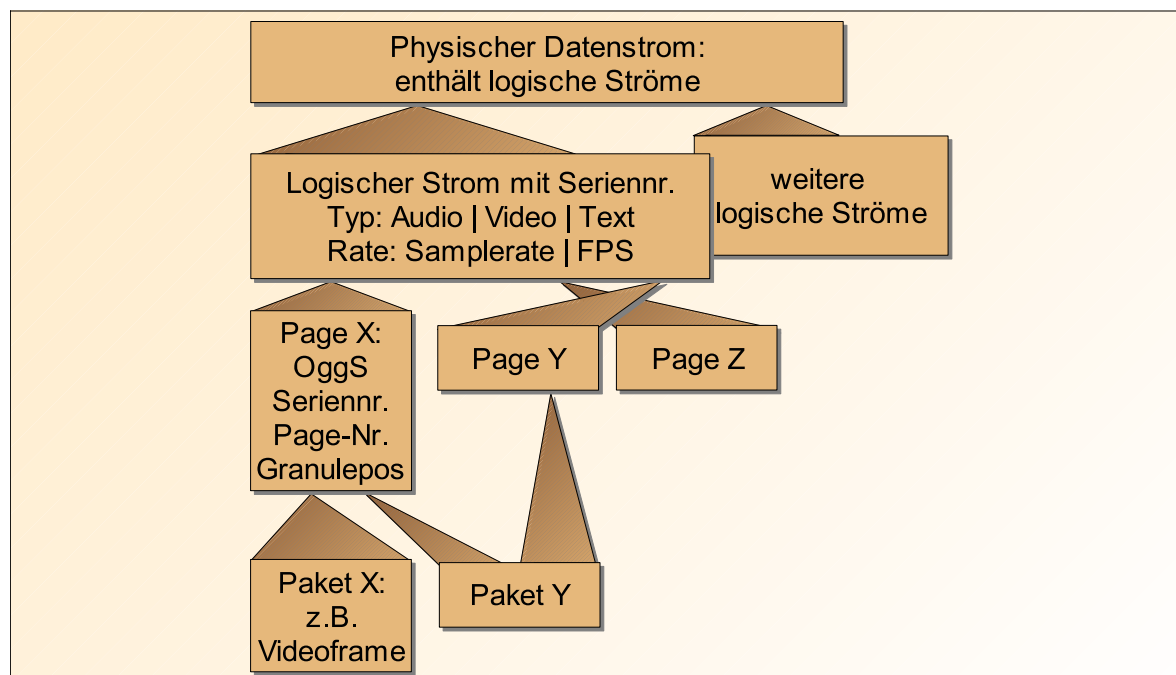 Physischer Datenstrom:
enthält logische Ströme
Logischer Strom mit Seriennr.
Typ: Audio | Video | Text
Rate: Samplerate | FPS
weitere
logische Ströme
Page X:
OggS
Seriennr.
Page-Nr.
Granulepos
Page Y
Page Z
Paket X:
z.B.
Videoframe
Paket Y